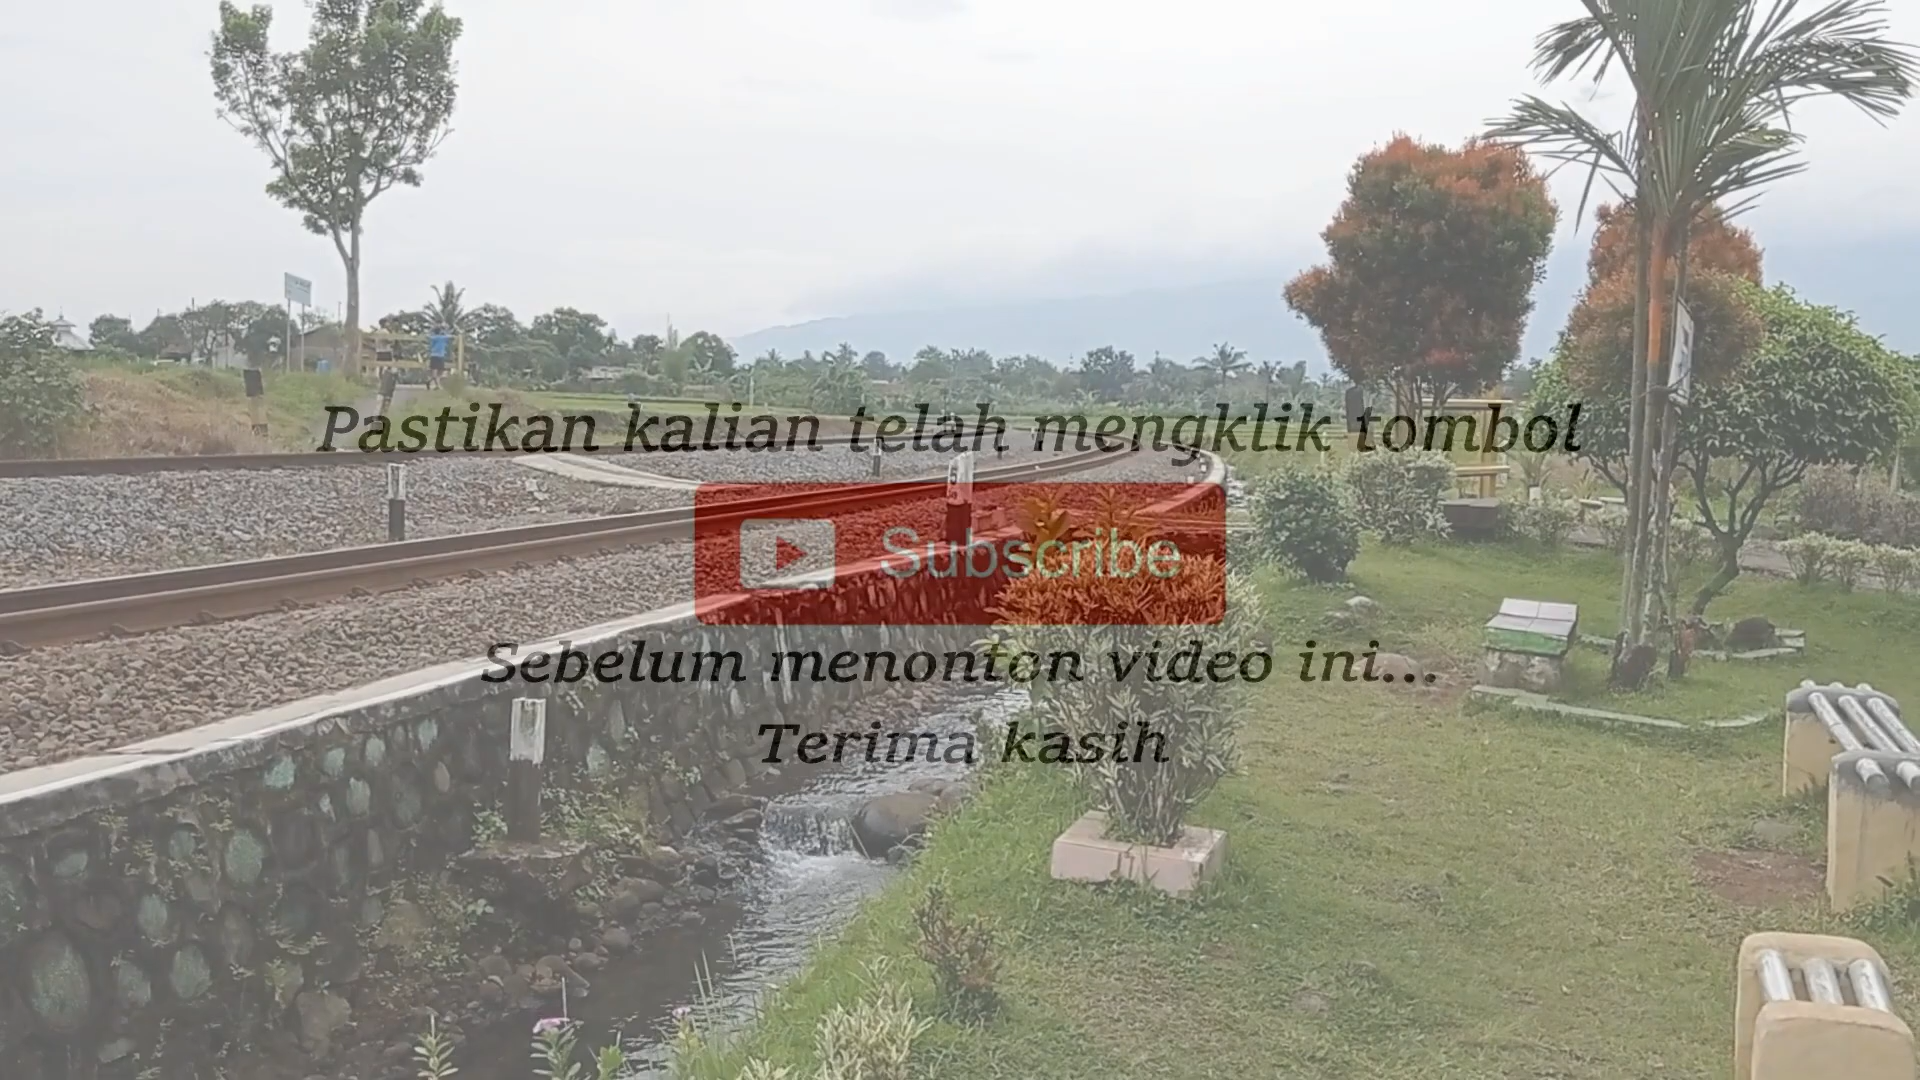 Pastikan kalian telah mengklik tombol
Subscribe
Sebelum menonton video ini...
Terima kasih